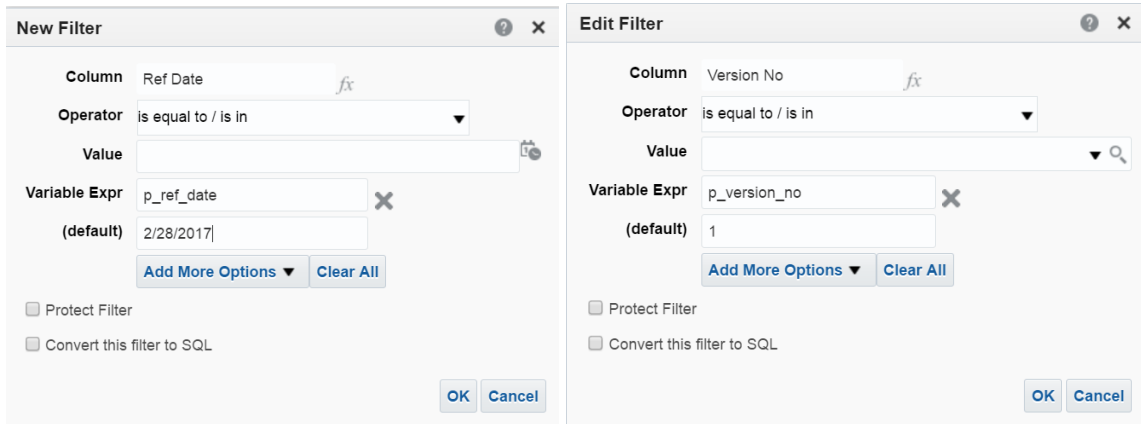 New Filter
Column Ref Date fx
Operator is equal to / is in
Value
Variable Expr p_ref_date
(default) 2/28/2017
Add More Options Clear All
Protect Filter
Convert this filter to SQL
OK Cancel
Edit Filter
Column Version No fx
Operator is equal to / is in
Value
Variable Expr p_version_no
(default) 1
Add More Options Clear All
Protect Filter
Convert this filter to SQL
OK Cancel